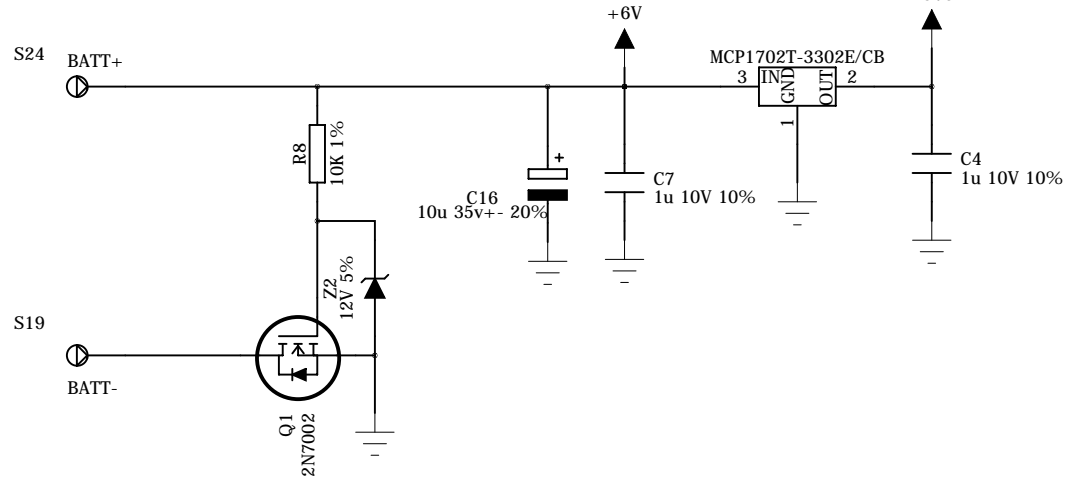 +6V
S24
BATT+
MCP1702T-3302E/CB
3
IN
GND
OUT
2
1
R8
10K 1%
C16
10u 35v+- 20%
C7
1u 10V 10%
C4
1u 10V 10%
Z2
12V 5%
S19
BATT-
Q1
2N7002